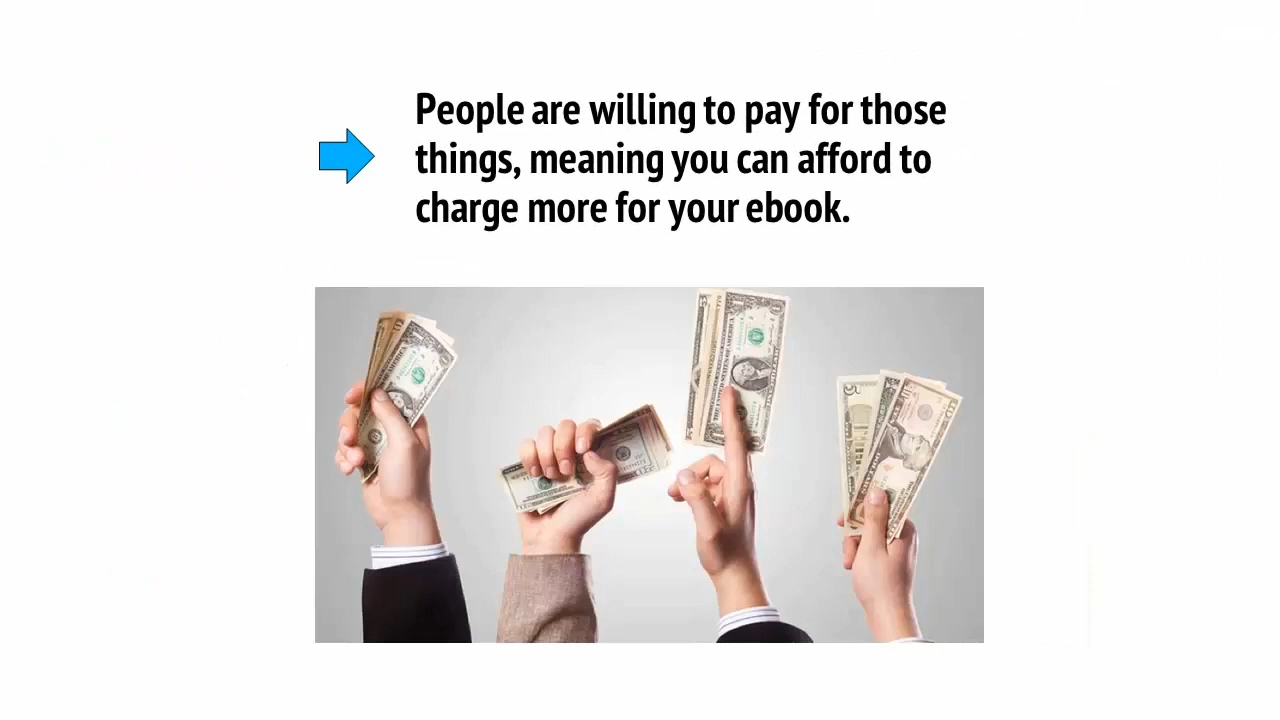 People are willing to pay for those
things, meaning you can afford to
charge more for your ebook.